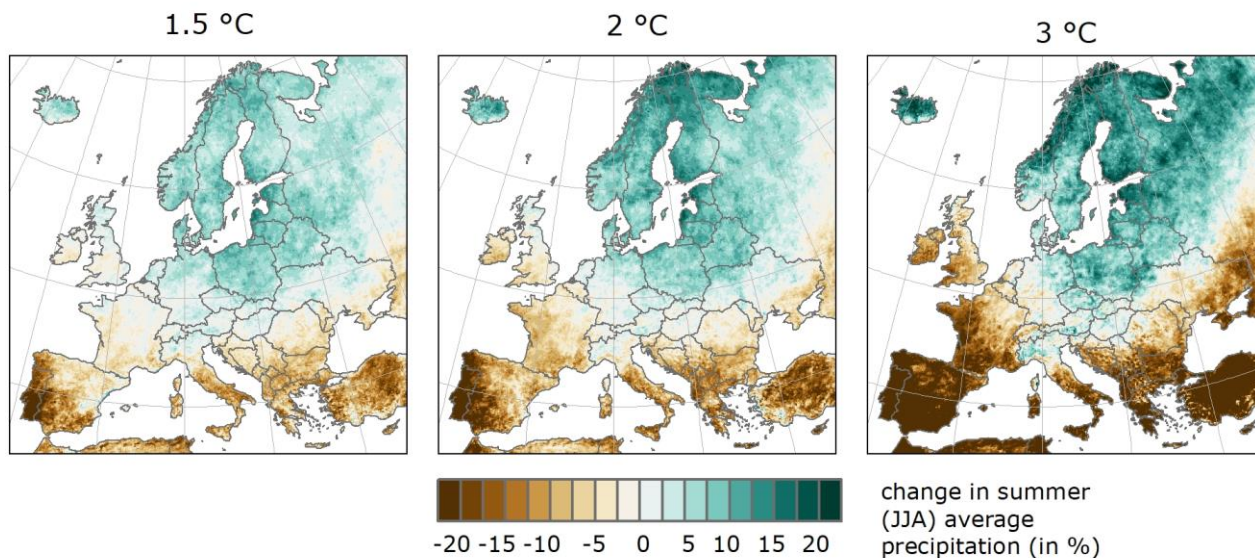 1.5 °C
2 °C
3 °C
-20 -15 -10 -5 0 5 10 15 20
change in summer
(JJA) average
precipitation (in %)